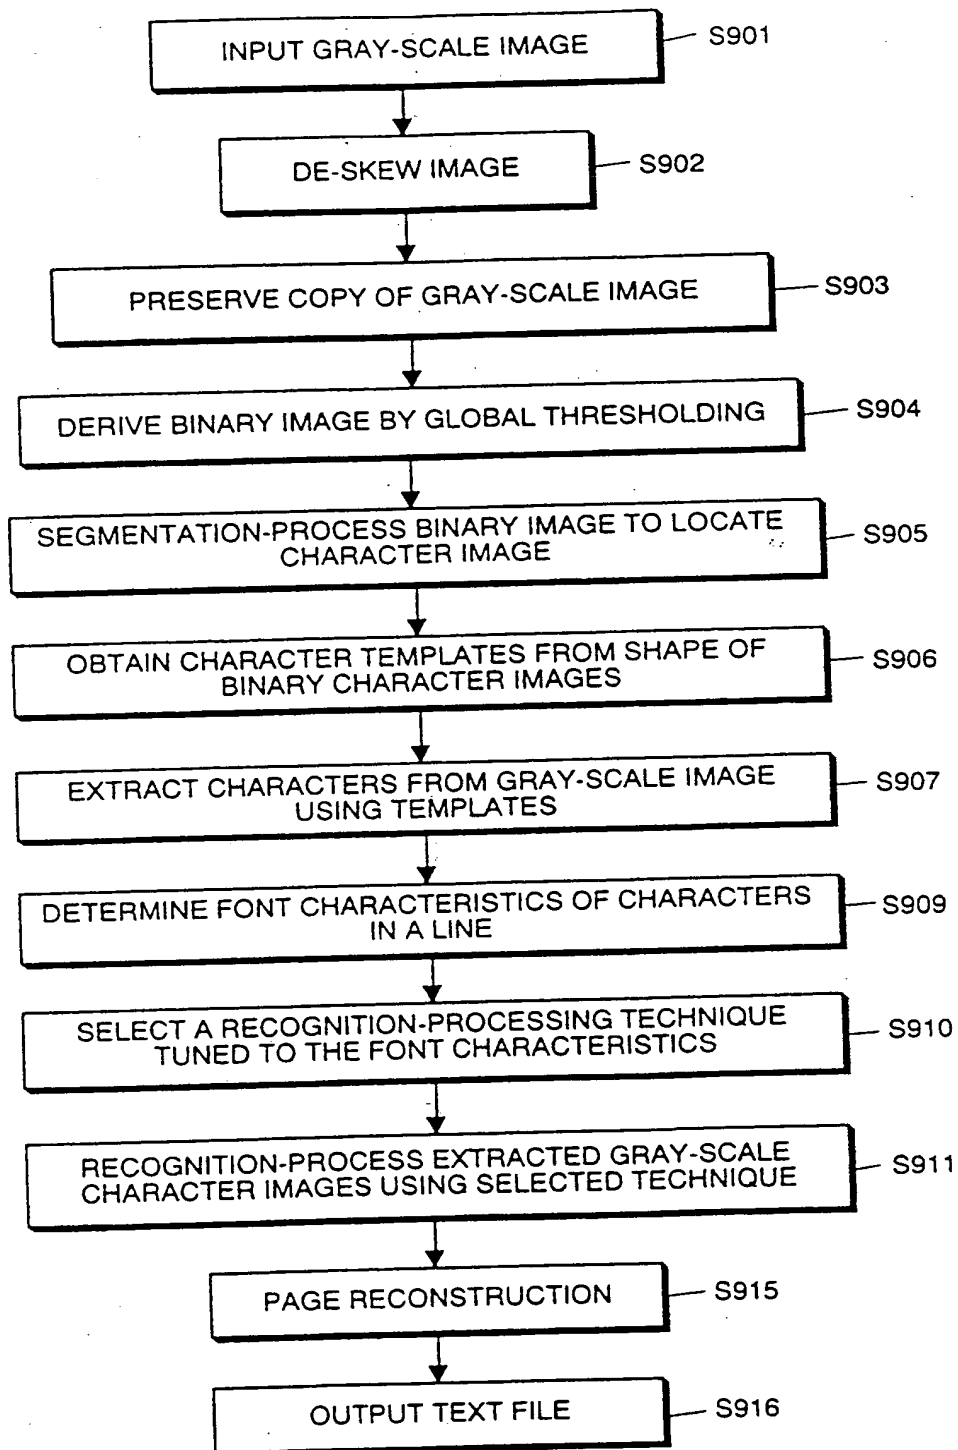 INPUT GRAY-SCALE IMAGE
S901
DE-SKEW IMAGE
S902
PRESERVE COPY OF GRAY-SCALE IMAGE
S903
DERIVE BINARY IMAGE BY GLOBAL THRESHOLDING
S904
SEGMENTATION-PROCESS BINARY IMAGE TO LOCATE
CHARACTER IMAGE
S905
OBTAIN CHARACTER TEMPLATES FROM SHAPE OF
BINARY CHARACTER IMAGES
S906
EXTRACT CHARACTERS FROM GRAY-SCALE IMAGE
USING TEMPLATES
S907
DETERMINE FONT CHARACTERISTICS OF CHARACTERS
IN A LINE
S909
SELECT A RECOGNITION-PROCESSING TECHNIQUE
TUNED TO THE FONT CHARACTERISTICS
S910
RECOGNITION-PROCESS EXTRACTED GRAY-SCALE
CHARACTER IMAGES USING SELECTED TECHNIQUE
S911
PAGE RECONSTRUCTION
S915
OUTPUT TEXT FILE
S916